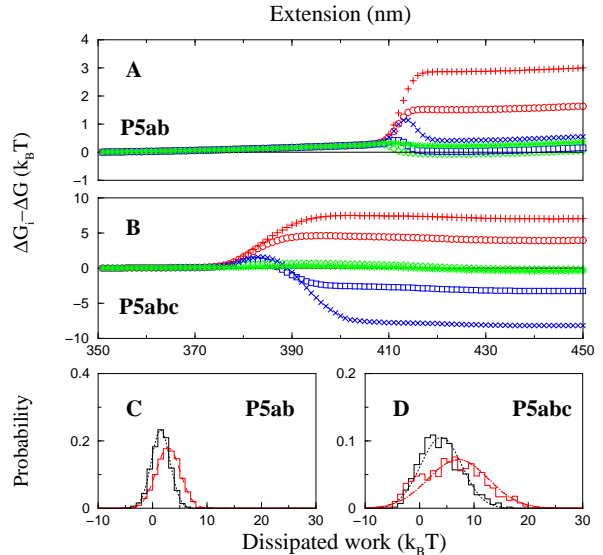 Extension (nm)
4
3
2
1
0
−1
A
P5ab
ΔG_i−ΔG (k_BT)
10
5
0
−5
−10
B
P5abc
350 370 390 410 430 450
Probability
0.4
0.2
0
C P5ab
−10 0 10 20 30
0.2
0.1
0
D P5abc
−10 0 10 20 30
Dissipated work (k_BT)